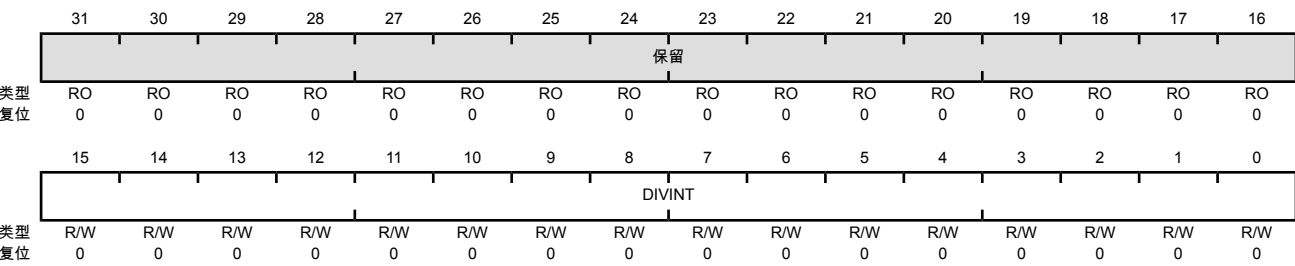 31 30 29 28 27 26 25 24 23 22 21 20 19 18 17 16
保留
类型 RO RO RO RO RO RO RO RO RO RO RO RO RO RO RO RO
复位 0 0 0 0 0 0 0 0 0 0 0 0 0 0 0 0
15 14 13 12 11 10 9 8 7 6 5 4 3 2 1 0
DIVINT
类型 R/W R/W R/W R/W R/W R/W R/W R/W R/W R/W R/W R/W R/W R/W R/W R/W
复位 0 0 0 0 0 0 0 0 0 0 0 0 0 0 0 0